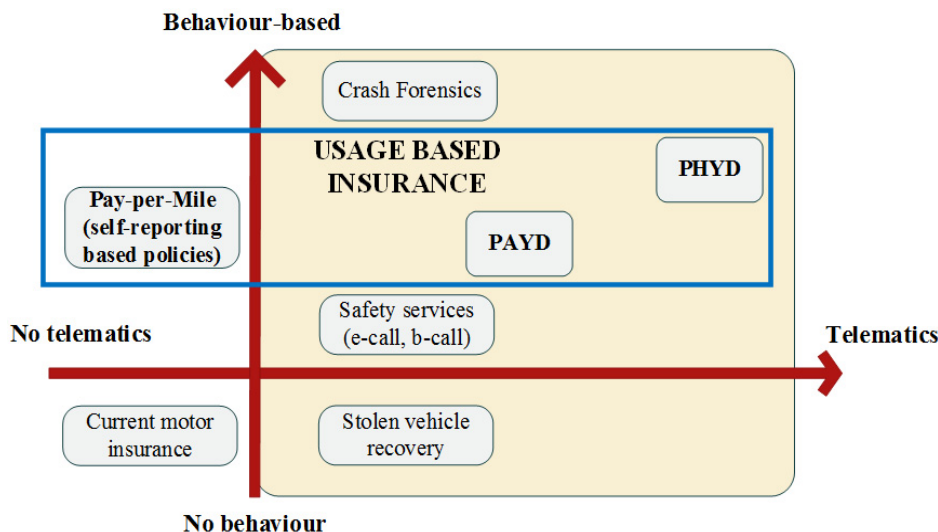 Behaviour-based
Crash Forensics
USAGE BASED
INSURANCE
PHYD
Pay-per-Mile
(self-reporting
based policies)
PAYD
Safety services
(e-call, b-call)
No telematics
Telematics
Current motor
insurance
Stolen vehicle
recovery
No behaviour